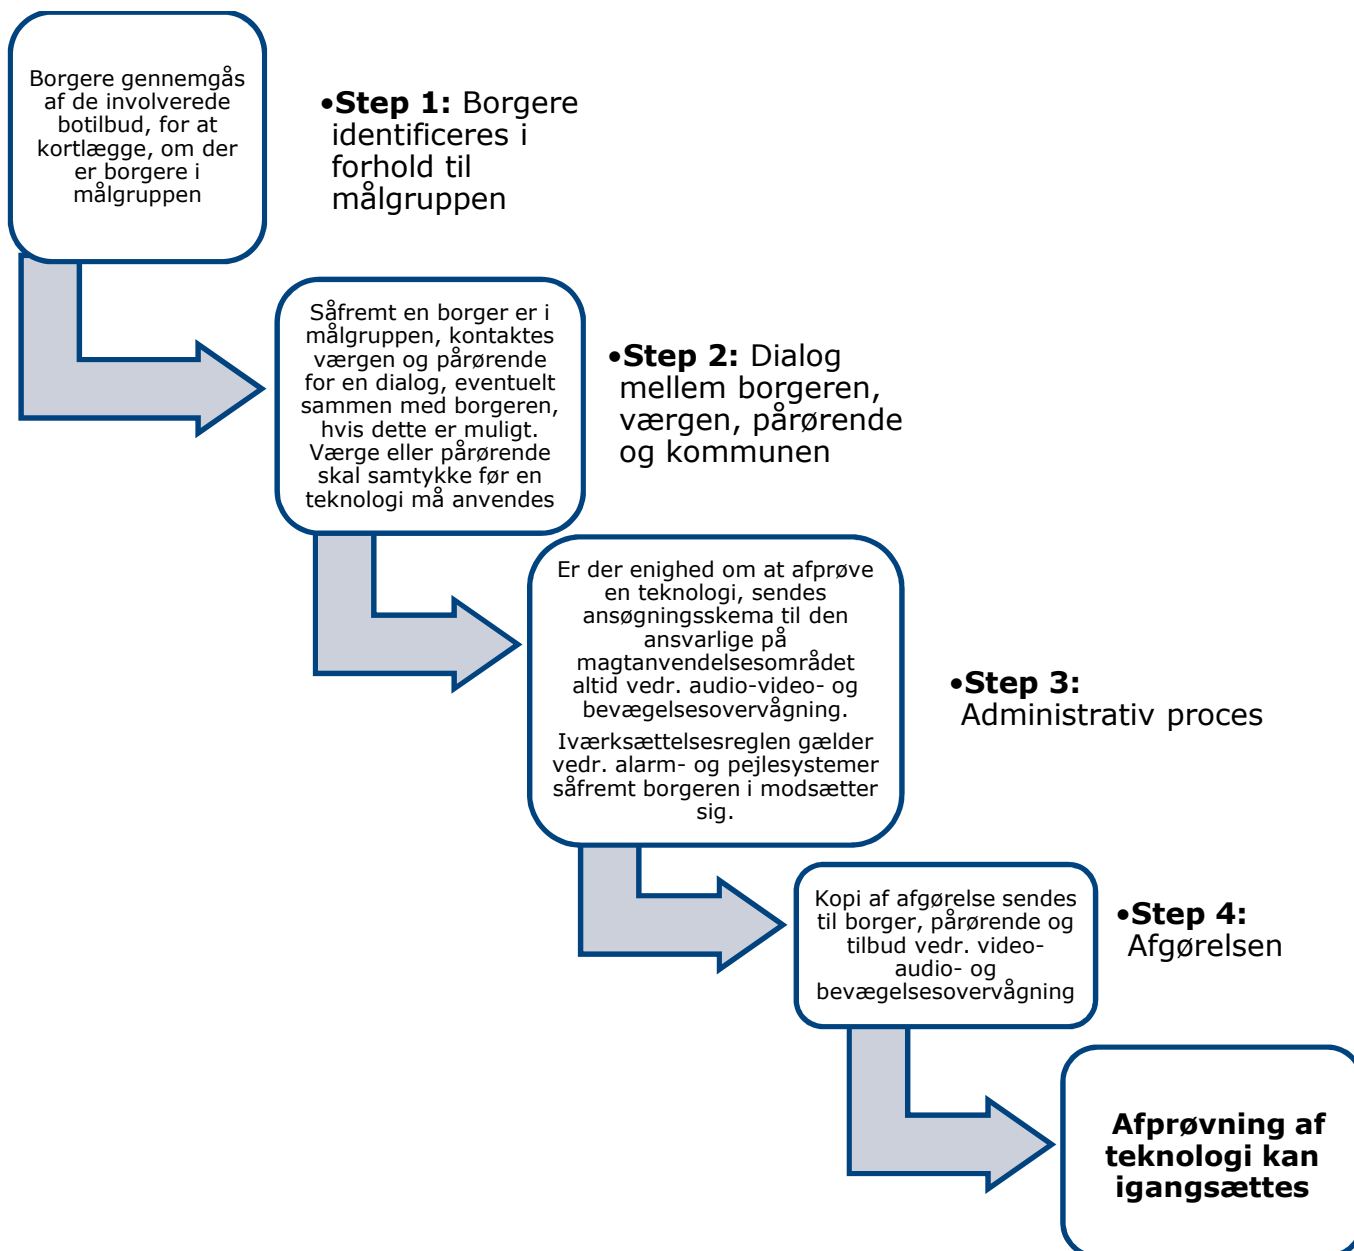 Borgere gennemgås
af de involverede
botilbud, for at
kortlægge, om der
er borgere i
målgruppen
•Step 1: Borgere
identificeres i
forhold til
målgruppen
Såfremt en borger er i
målgruppen, kontaktes
værgen og pårørende
for en dialog, eventuelt
sammen med borgeren,
hvis dette er muligt.
Værge eller pårørende
skal samtykke før en
teknologi må anvendes
•Step 2: Dialog
mellem borgeren,
værgen, pårørende
og kommunen
Er der enighed om at afprøve
en teknologi, sendes
ansøgningsskema til den
ansvarlige på
magtanvendelsesområdet
altid vedr. audio-video- og
bevægelsesovervågning.
Iværksættelsesreglen gælder
vedr. alarm- og pejlesystemer
såfremt borgeren i modsætter
sig.
•Step 3:
Administrativ proces
Kopi af afgørelse sendes
til borger, pårørende og
tilbud vedr. video-
audio- og
bevægelsesovervågning
•Step 4:
Afgørelsen
Afprøvning af
teknologi kan
igangsættes